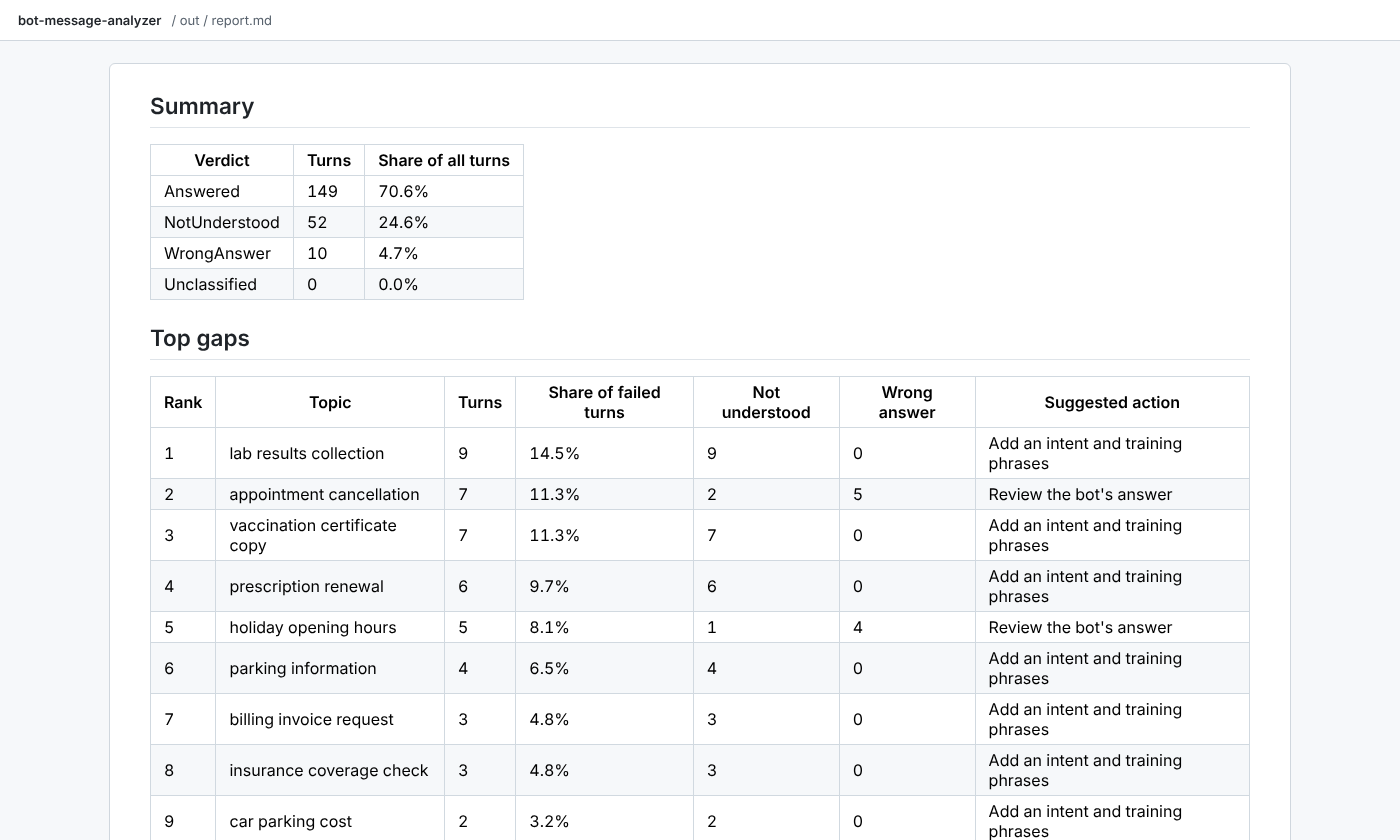 bot-message-analyzer / out / report.md
Summary
Verdict Turns Share of all turns
Answered 149 70.6%
NotUnderstood 52 24.6%
WrongAnswer 10 4.7%
Unclassified 0 0.0%
Top gaps
Rank Topic Turns Share of failed turns Not understood Wrong answer Suggested action
1 lab results collection 9 14.5% 9 0 Add an intent and training phrases
2 appointment cancellation 7 11.3% 2 5 Review the bot's answer
3 vaccination certificate copy 7 11.3% 7 0 Add an intent and training phrases
4 prescription renewal 6 9.7% 6 0 Add an intent and training phrases
5 holiday opening hours 5 8.1% 1 4 Review the bot's answer
6 parking information 4 6.5% 4 0 Add an intent and training phrases
7 billing invoice request 3 4.8% 3 0 Add an intent and training phrases
8 insurance coverage check 3 4.8% 3 0 Add an intent and training phrases
9 car parking cost 2 3.2% 2 0 Add an intent and training phrases